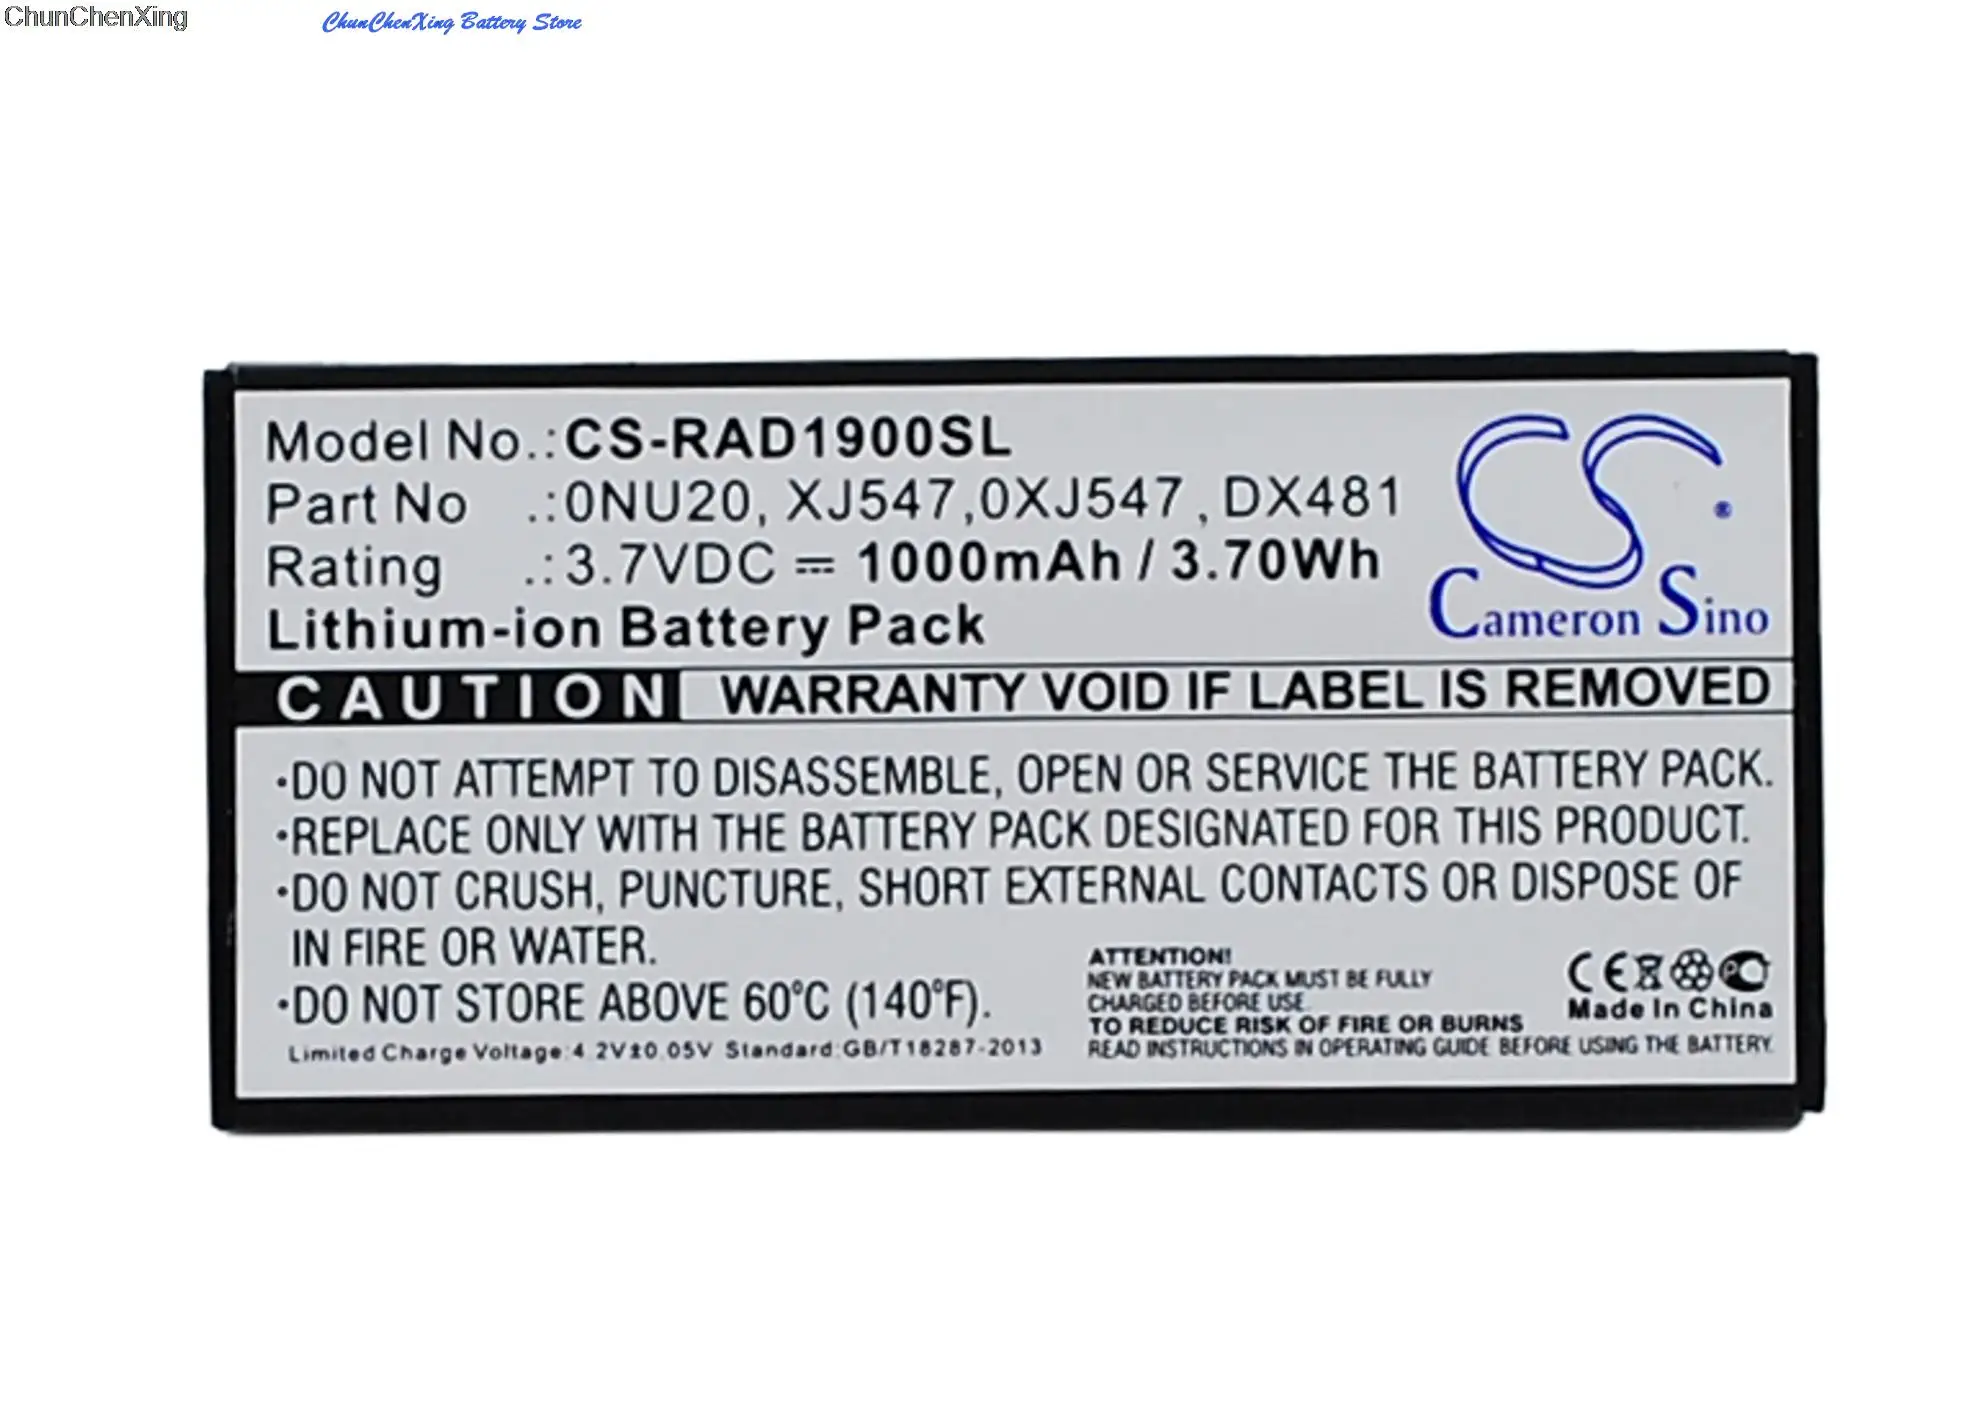 ChunChenXing
ChunChenXing Battery Store
Model No.:CS-RAD1900SL
Part No .:0NU20, XJ547,0XJ547, DX481
Rating .:3.7VDC ⎓ 1000mAh / 3.70Wh
Lithium-ion Battery Pack
CS
®
Cameron Sino
CAUTION WARRANTY VOID IF LABEL IS REMOVED
·DO NOT ATTEMPT TO DISASSEMBLE, OPEN OR SERVICE THE BATTERY PACK.
·REPLACE ONLY WITH THE BATTERY PACK DESIGNATED FOR THIS PRODUCT.
·DO NOT CRUSH, PUNCTURE, SHORT EXTERNAL CONTACTS OR DISPOSE OF
IN FIRE OR WATER.
·DO NOT STORE ABOVE 60°C (140°F).
Limited Charge Voltage:4.2V±0.05V Standard:GB/T18287-2013
ATTENTION!
NEW BATTERY PACK MUST BE FULLY
CHARGED BEFORE USE.
TO REDUCE RISK OF FIRE OR BURNS
READ INSTRUCTIONS IN OPERATING GUIDE BEFORE USING THE BATTERY.
CE
Made In China